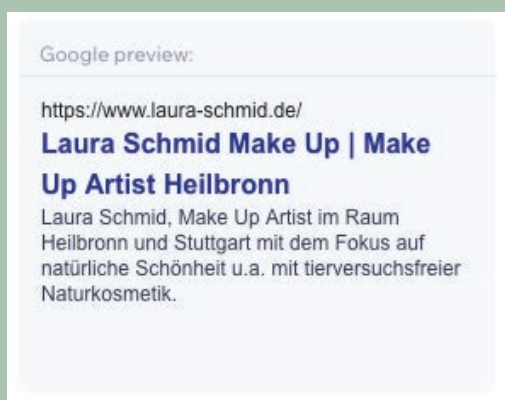 Google preview:
https://www.laura-schmid.de/
Laura Schmid Make Up | Make
Up Artist Heilbronn
Laura Schmid, Make Up Artist im Raum
Heilbronn und Stuttgart mit dem Fokus auf
natürliche Schönheit u.a. mit tierversuchsfreier
Naturkosmetik.